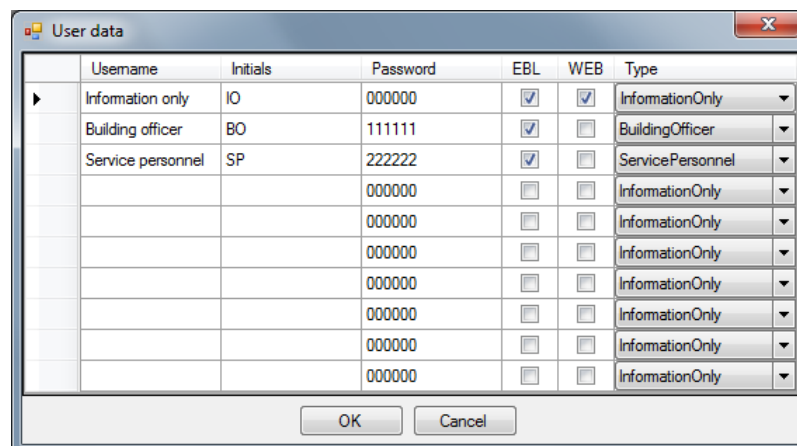 User data
Username Initials Password EBL WEB Type
Information only IO 000000 InformationOnly
Building officer BO 111111 BuildingOfficer
Service personnel SP 222222 ServicePersonnel
000000 InformationOnly
000000 InformationOnly
000000 InformationOnly
000000 InformationOnly
000000 InformationOnly
000000 InformationOnly
000000 InformationOnly
OK Cancel